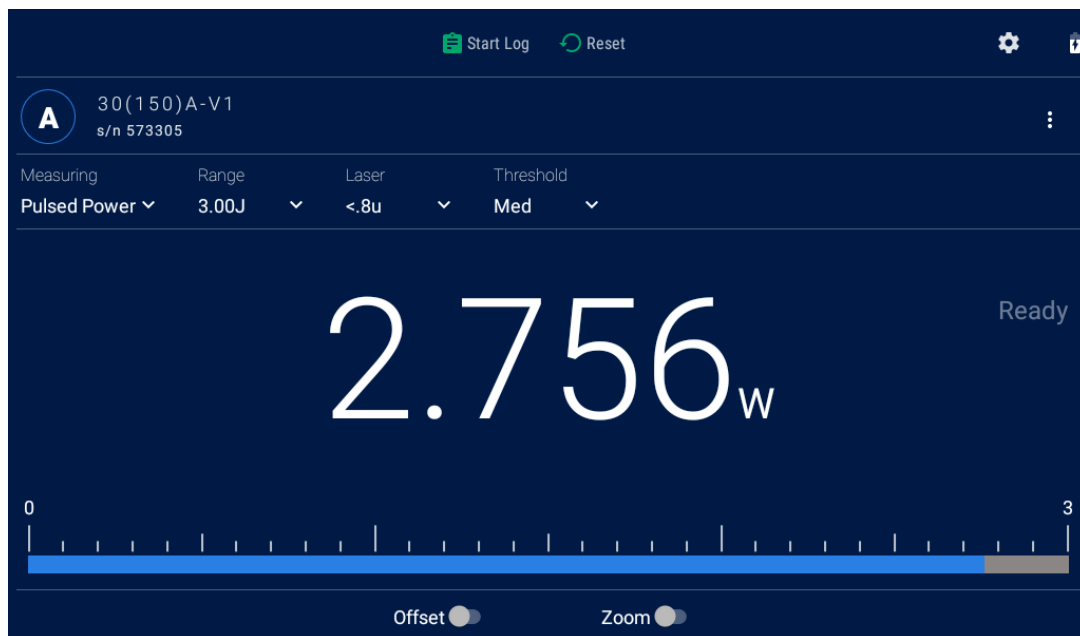 Start Log Reset
A 30(150)A-V1
s/n 573305
Measuring Range Laser Threshold
Pulsed Power 3.00J <.8u Med
2.756W
Ready
0 3
Offset Zoom